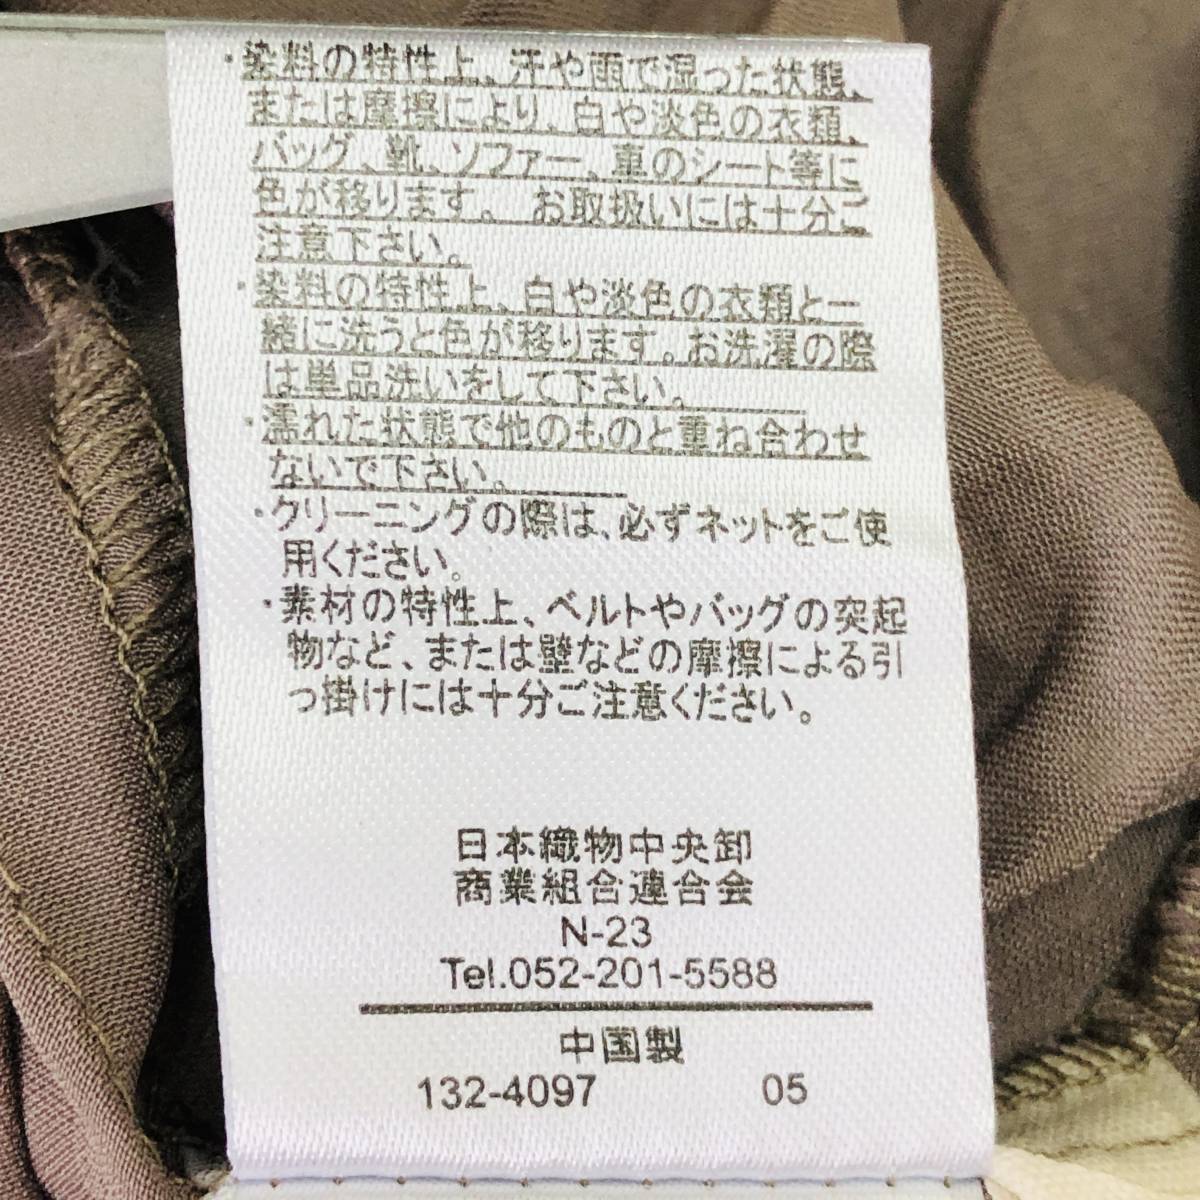 ・染料の特性上、汗や雨で湿った状態、
または摩擦により、白や淡色の衣類、
バッグ、靴、ソファー、車のシート等に
色が移ります。お取扱いには十分ご
注意下さい。
・染料の特性上、白や淡色の衣類と一
緒に洗うと色が移ります。お洗濯の際
は単品洗いをして下さい。
・濡れた状態で他のものと重ね合わせ
ないで下さい。
・クリーニングの際は、必ずネットをご使
用ください。
・素材の特性上、ベルトやバッグの突起
物など、または壁などの摩擦による引
っ掛けには十分ご注意ください。
日本織物中央卸
商業組合連合会
N-23
Tel.052-201-5588
中国製
132-4097 05